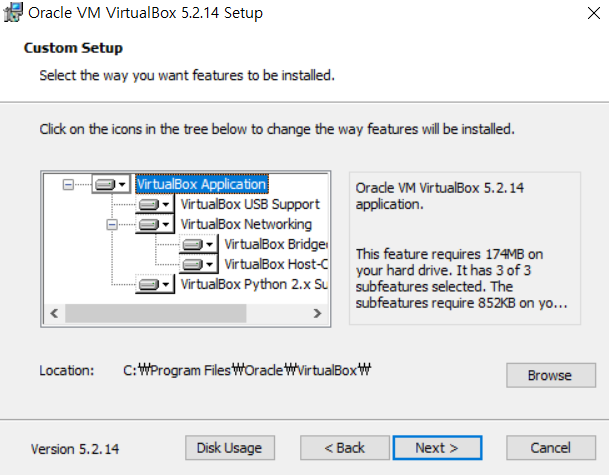 Oracle VM VirtualBox 5.2.14 Setup
Custom Setup
Select the way you want features to be installed.
Click on the icons in the tree below to change the way features will be installed.
VirtualBox Application
VirtualBox USB Support
VirtualBox Networking
VirtualBox Bridge
VirtualBox Host-C
VirtualBox Python 2.x Su
Oracle VM VirtualBox 5.2.14
application.
This feature requires 174MB on
your hard drive. It has 3 of 3
subfeatures selected. The
subfeatures require 852KB on yo...
Location: C:₩Program Files₩Oracle₩VirtualBox₩
Browse
Version 5.2.14
Disk Usage
< Back
Next >
Cancel